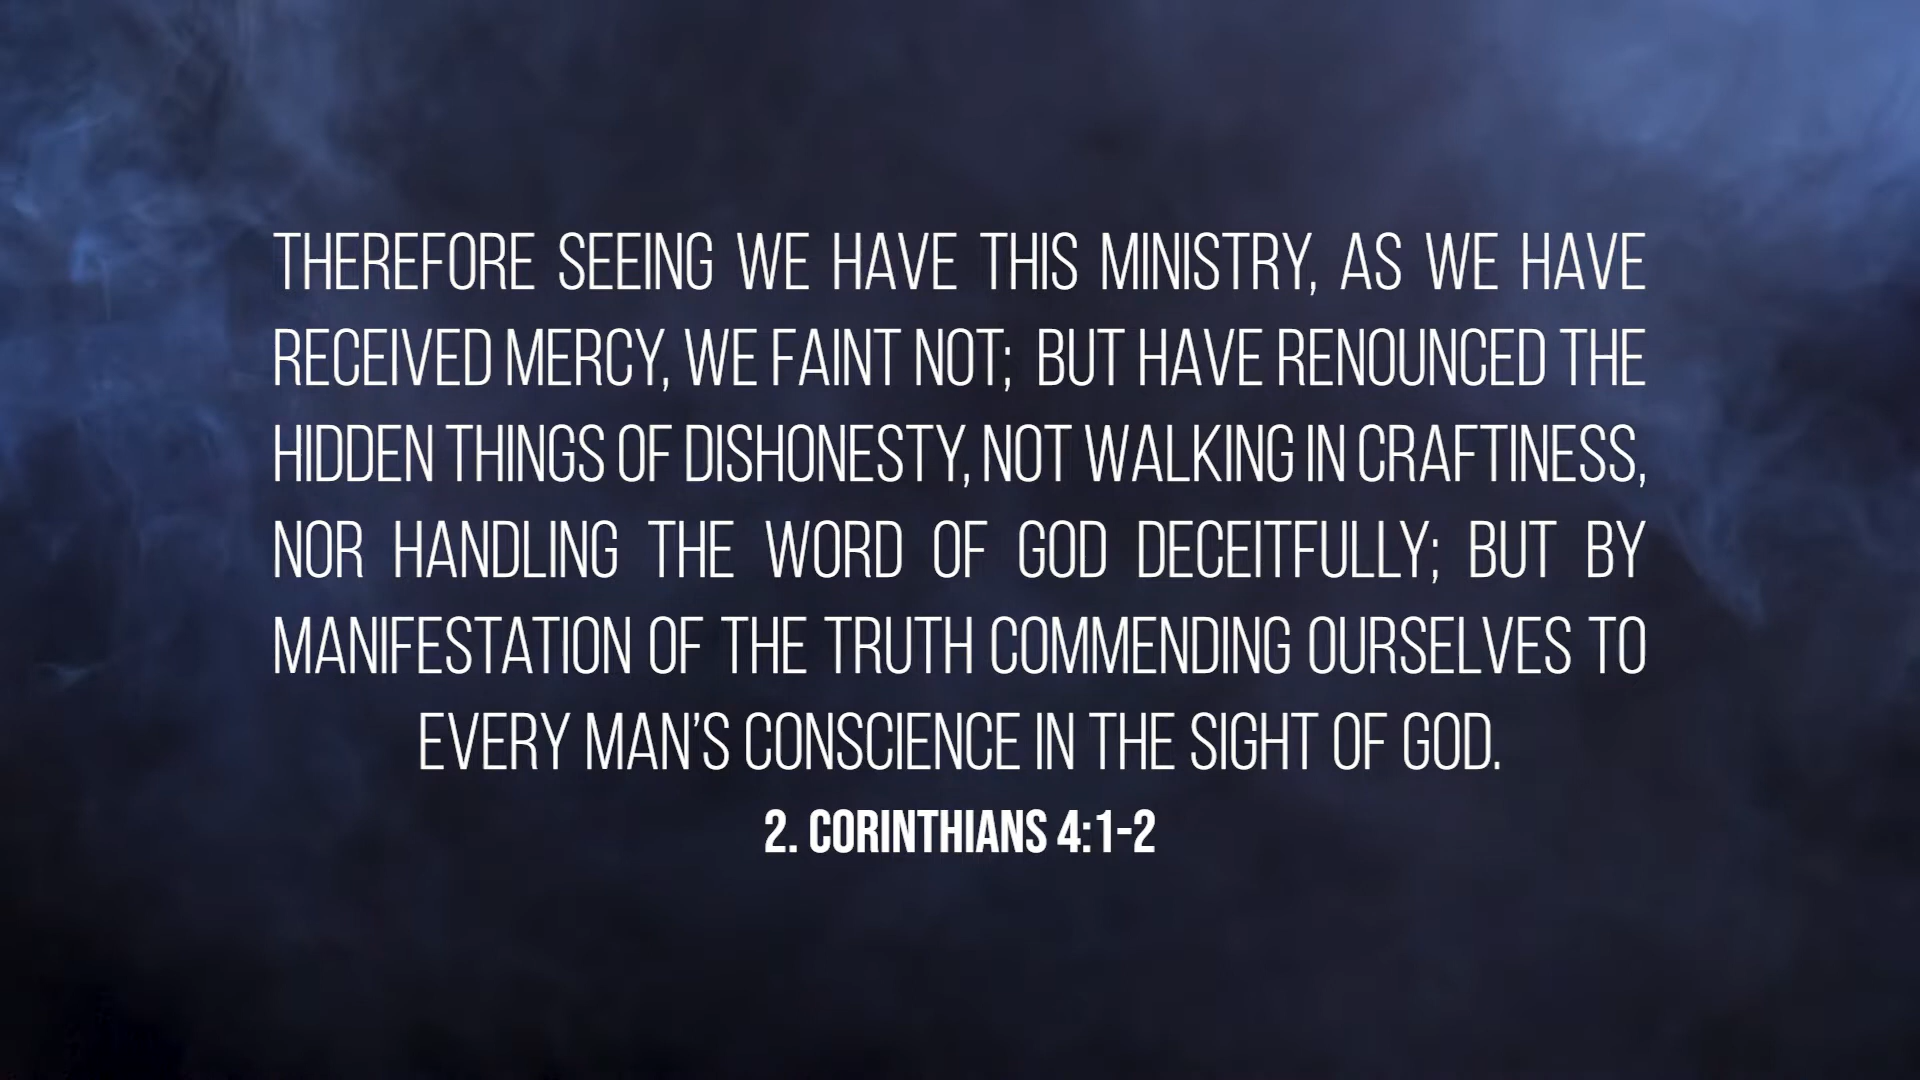 THEREFORE SEEING WE HAVE THIS MINISTRY, AS WE HAVE
RECEIVED MERCY, WE FAINT NOT; BUT HAVE RENOUNCED THE
HIDDEN THINGS OF DISHONESTY, NOT WALKING IN CRAFTINESS,
NOR HANDLING THE WORD OF GOD DECEITFULLY; BUT BY
MANIFESTATION OF THE TRUTH COMMENDING OURSELVES TO
EVERY MAN’S CONSCIENCE IN THE SIGHT OF GOD.
2. CORINTHIANS 4:1-2